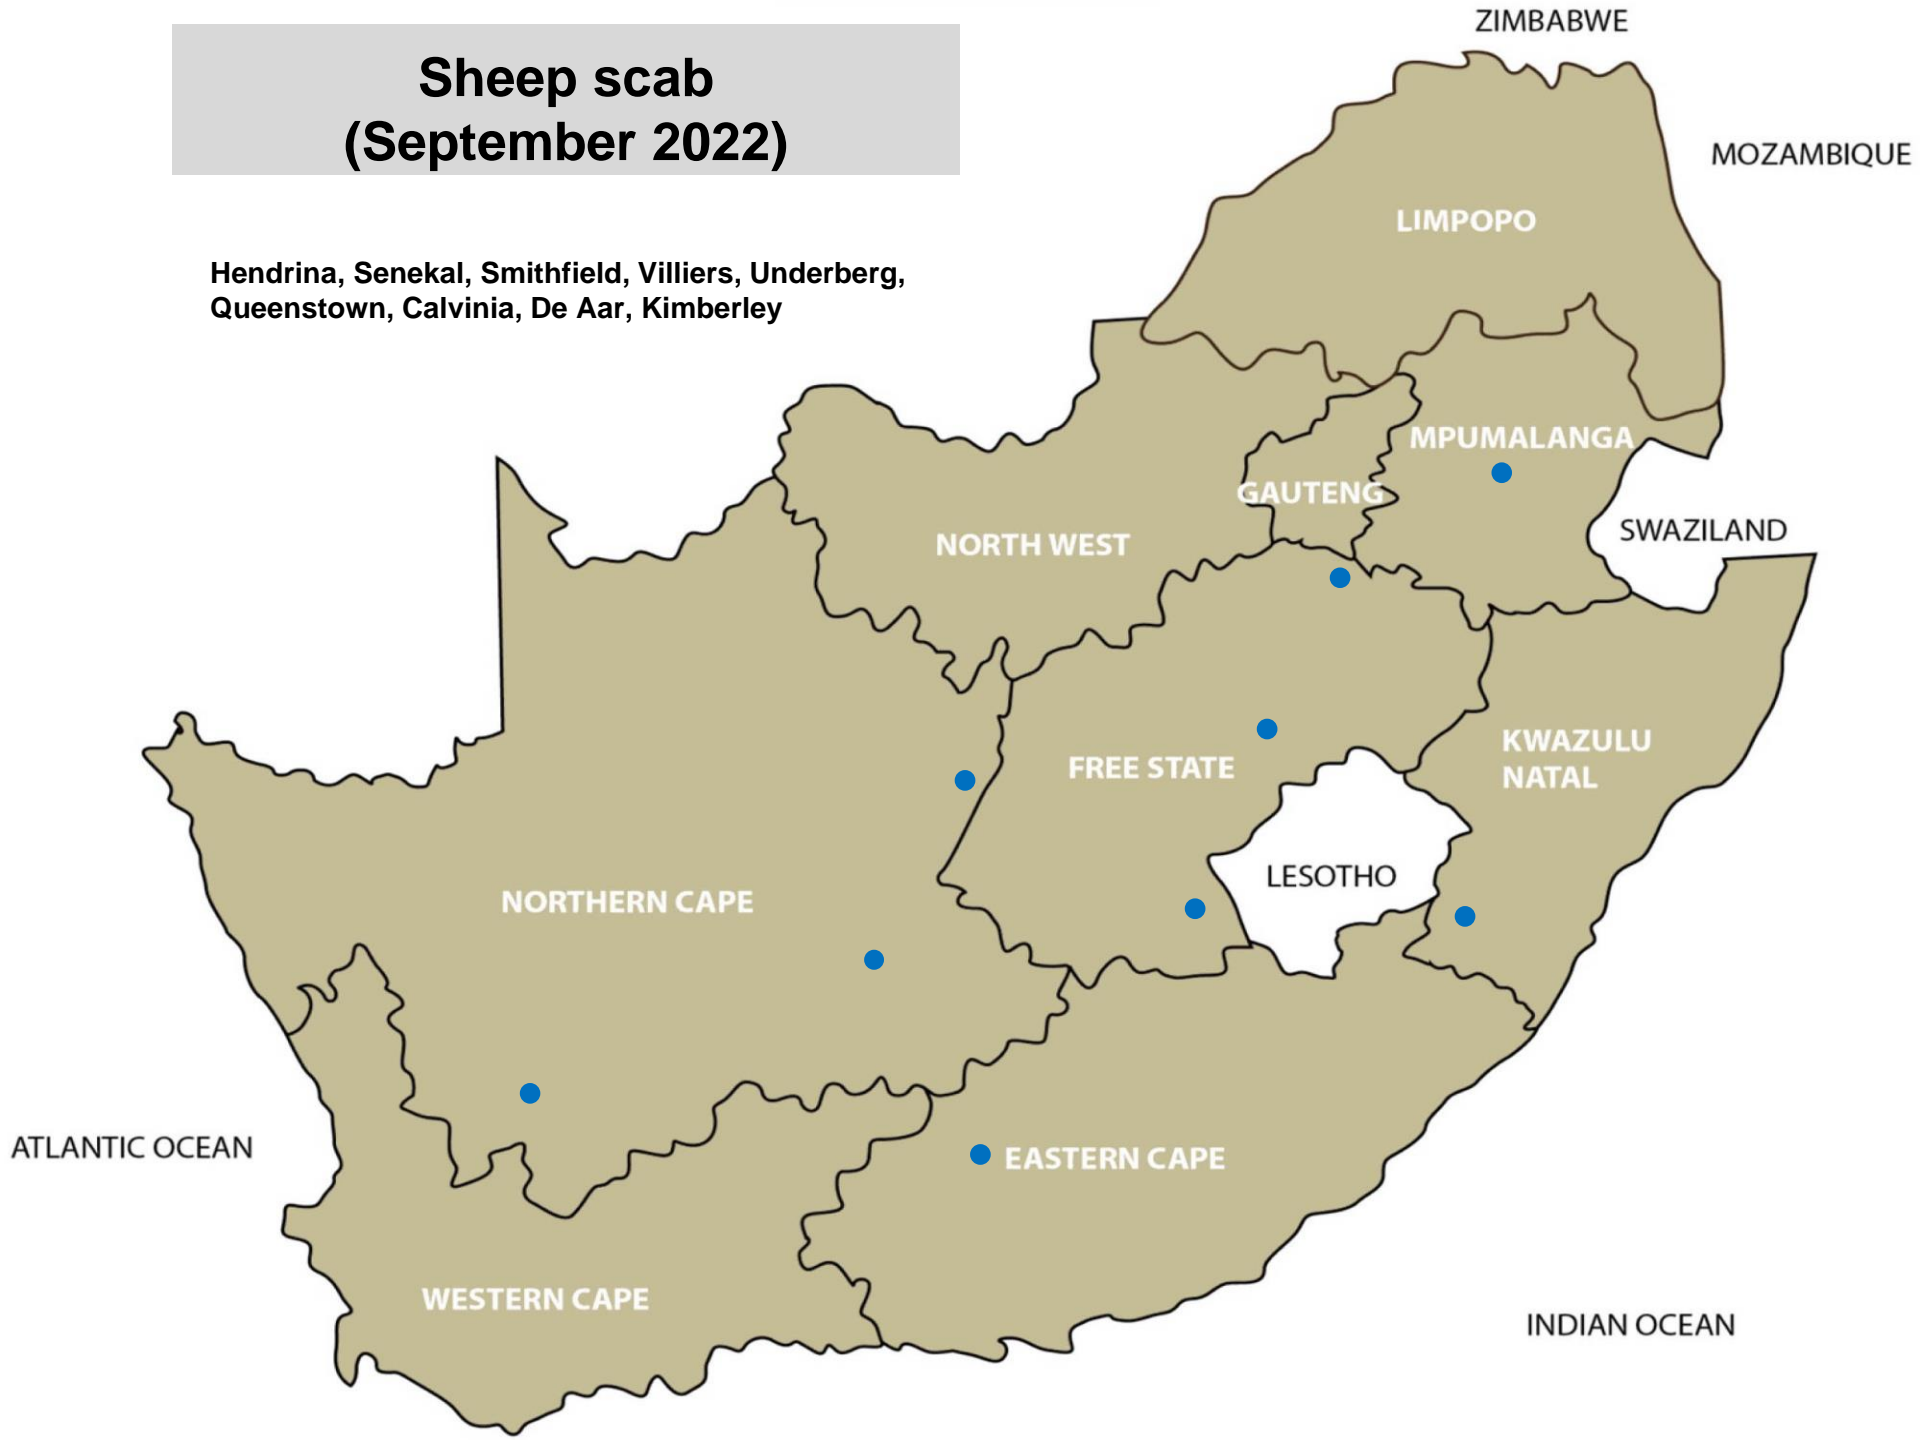 Sheep scab
(September 2022)
Hendrina, Senekal, Smithfield, Villiers, Underberg,
Queenstown, Calvinia, De Aar, Kimberley
ZIMBABWE
MOZAMBIQUE
LIMPOPO
MPUMALANGA
GAUTENG
SWAZILAND
NORTH WEST
KWAZULU
NATAL
FREE STATE
LESOTHO
NORTHERN CAPE
ATLANTIC OCEAN
EASTERN CAPE
WESTERN CAPE
INDIAN OCEAN